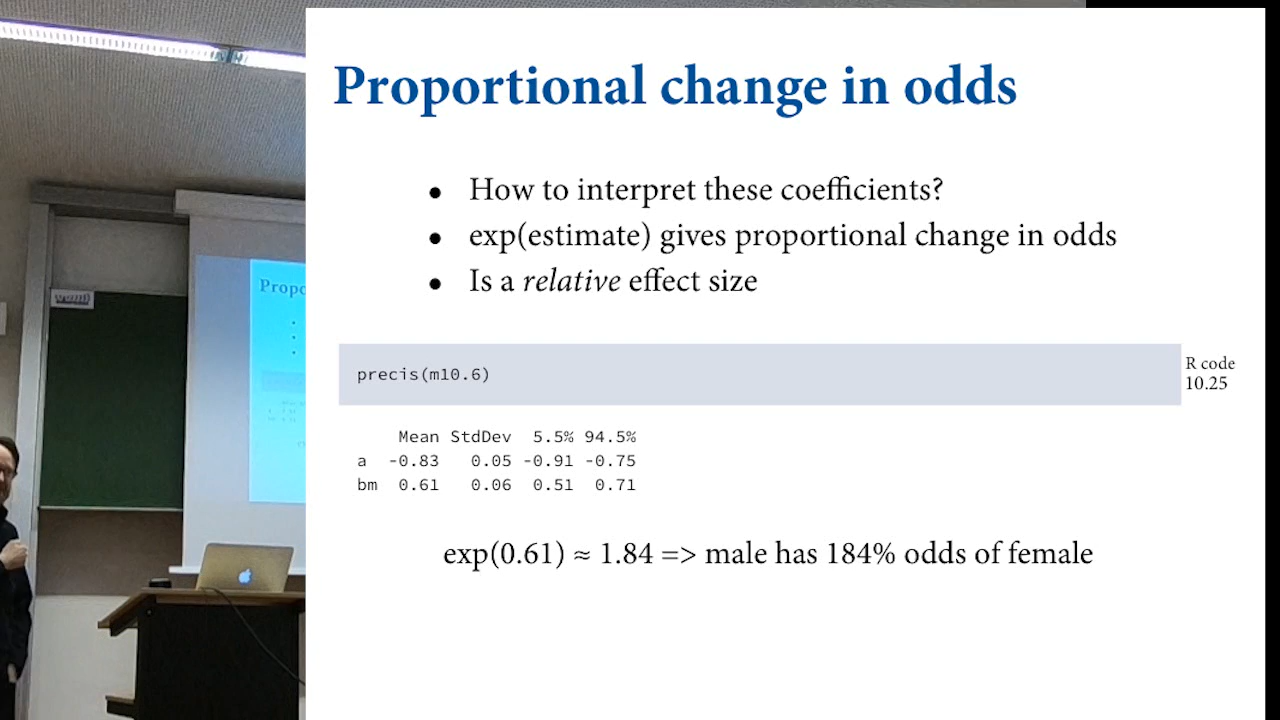 Proportional change in odds
• How to interpret these coefficients?
• exp(estimate) gives proportional change in odds
• Is a relative effect size
precis(m10.6)
R code
10.25
Mean StdDev 5.5% 94.5%
a -0.83 0.05 -0.91 -0.75
bm 0.61 0.06 0.51 0.71
exp(0.61) ≈ 1.84 => male has 184% odds of female
Propo